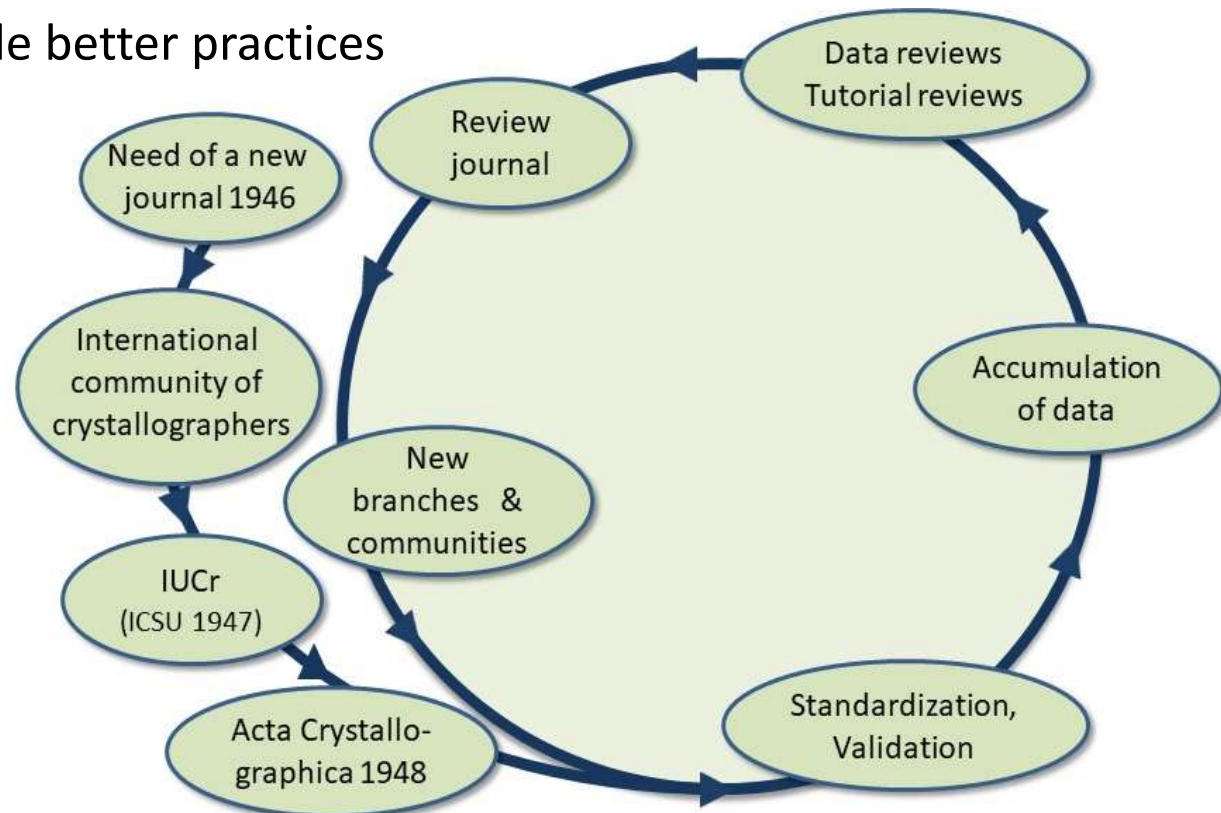 better practices
Data reviews
Tutorial reviews
Review
journal
Need of a new
journal 1946
International
community of
crystallographers
Accumulation
of data
New
branches &
communities
IUCr
(ICSU 1947)
Standardization,
Validation
Acta Crystallo-
graphica 1948